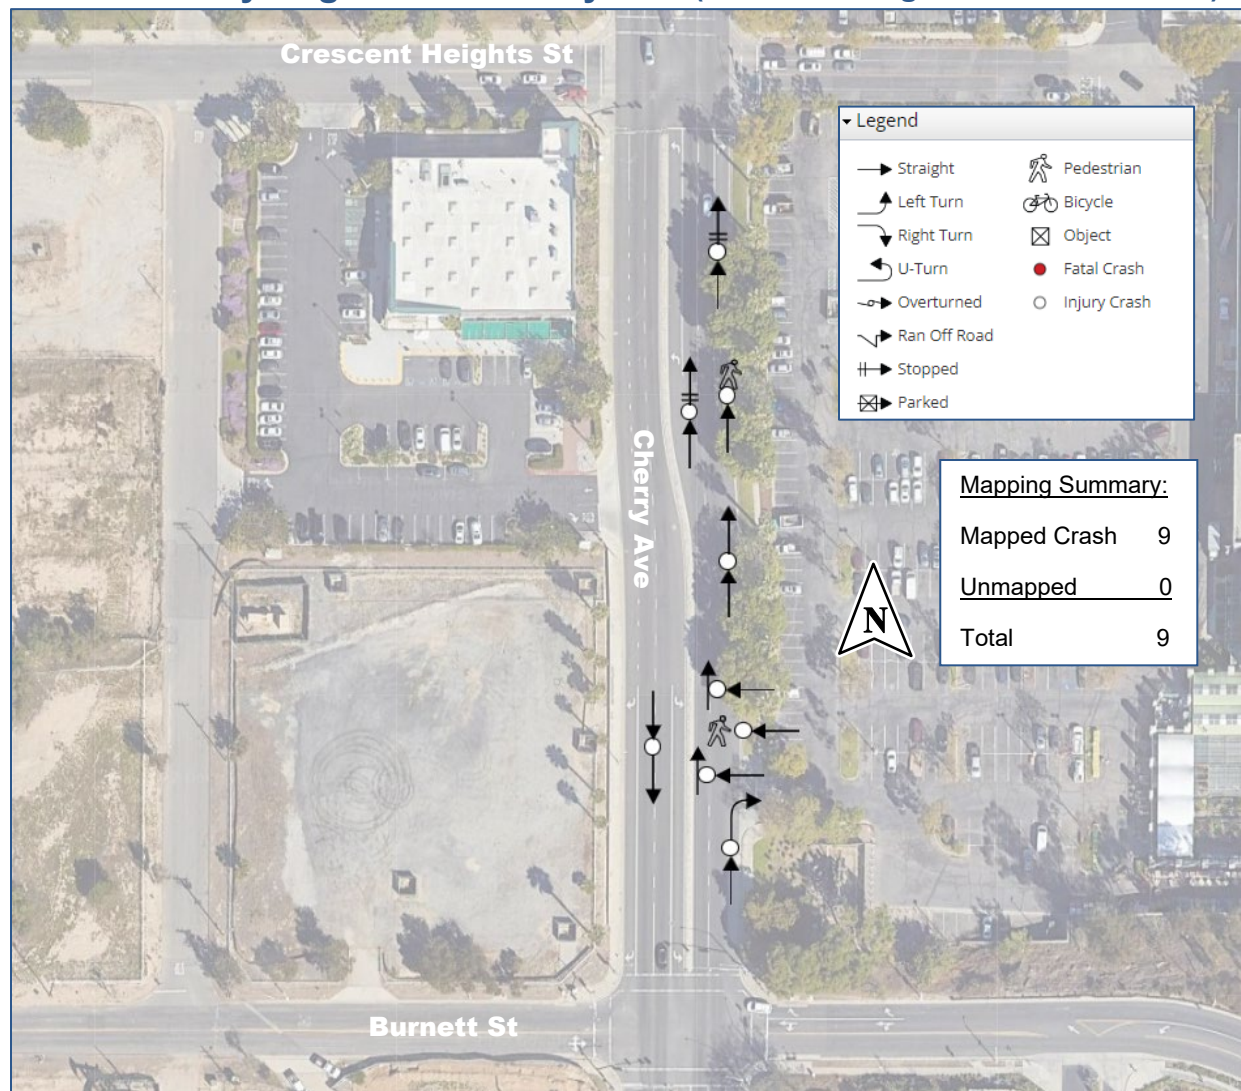 Crescent Heights St
Legend
Straight
Pedestrian
Left Turn
Bicycle
Right Turn
Object
U-Turn
Fatal Crash
Overturned
Injury Crash
Ran Off Road
Stopped
Parked
Cherry Ave
Mapping Summary:
Mapped Crash 9
Unmapped 0
Total 9
N
Burnett St